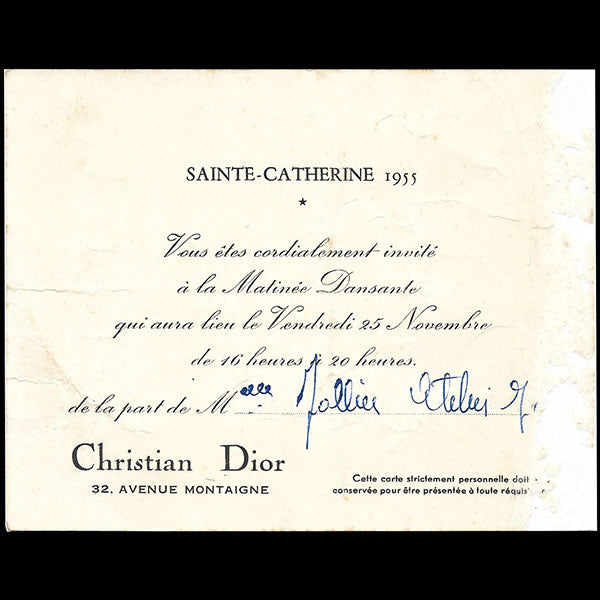 SAINTE-CATHERINE 1955
★
Vous êtes cordialement invité
à la Matinée Dansante
qui aura lieu le Vendredi 25 Novembre
de 16 heures à 20 heures.
de la part de Melle
Christian Dior
32, AVENUE MONTAIGNE
Cette carte strictement personnelle doit
conservée pour être présentée à toute réquis